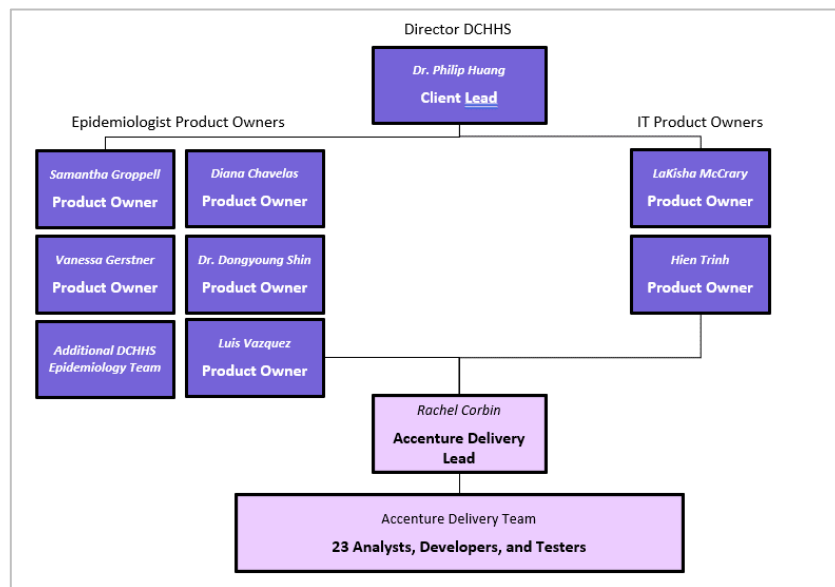 Director DCHHS
Dr. Philip Huang
Client Lead
Epidemiologist Product Owners
IT Product Owners
Samantha Groppell
Product Owner
Diana Chavelas
Product Owner
LaKisha McCrary
Product Owner
Vanessa Gerstner
Product Owner
Dr. Dongyoung Shin
Product Owner
Hien Trinh
Product Owner
Additional DCHHS
Epidemiology Team
Luis Vazquez
Product Owner
Rachel Corbin
Accenture Delivery
Lead
Accenture Delivery Team
23 Analysts, Developers, and Testers